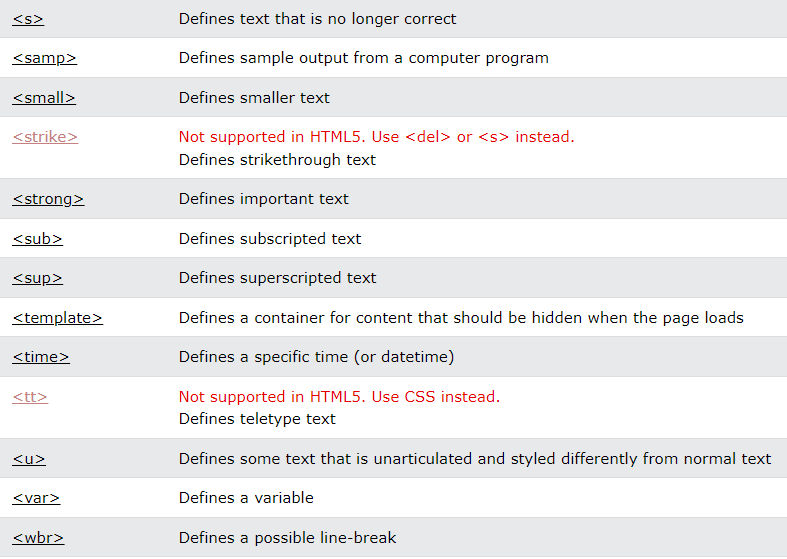 <s> Defines text that is no longer correct
<samp> Defines sample output from a computer program
<small> Defines smaller text
<strike> Not supported in HTML5. Use <del> or <s> instead.
Defines strikethrough text
<strong> Defines important text
<sub> Defines subscripted text
<sup> Defines superscripted text
<template> Defines a container for content that should be hidden when the page loads
<time> Defines a specific time (or datetime)
<tt> Not supported in HTML5. Use CSS instead.
Defines teletype text
<u> Defines some text that is unarticulated and styled differently from normal text
<var> Defines a variable
<wbr> Defines a possible line-break